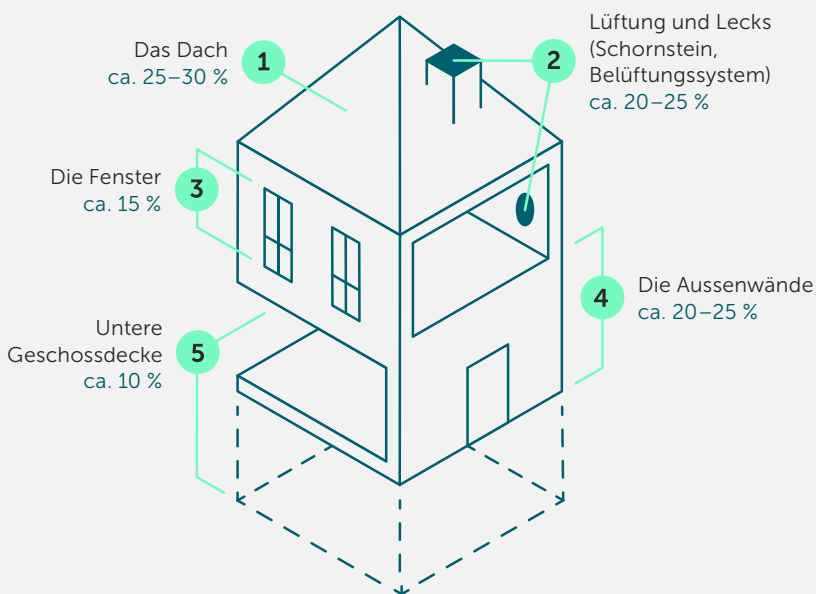 Das Dach
ca. 25–30 %
1
2
Lüftung und Lecks
(Schornstein,
Belüftungssystem)
ca. 20–25 %
Die Fenster
ca. 15 %
3
4
Die Aussenwände
ca. 20–25 %
Untere
Geschossdecke
ca. 10 %
5